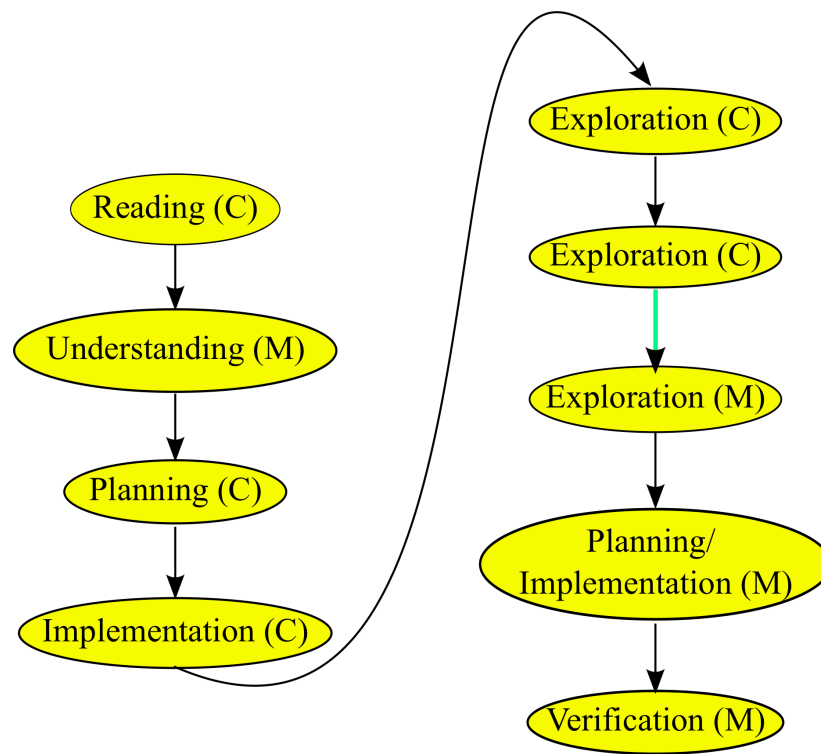 Reading (C)
Understanding (M)
Planning (C)
Implementation (C)
Exploration (C)
Exploration (C)
Exploration (M)
Planning/
Implementation (M)
Verification (M)